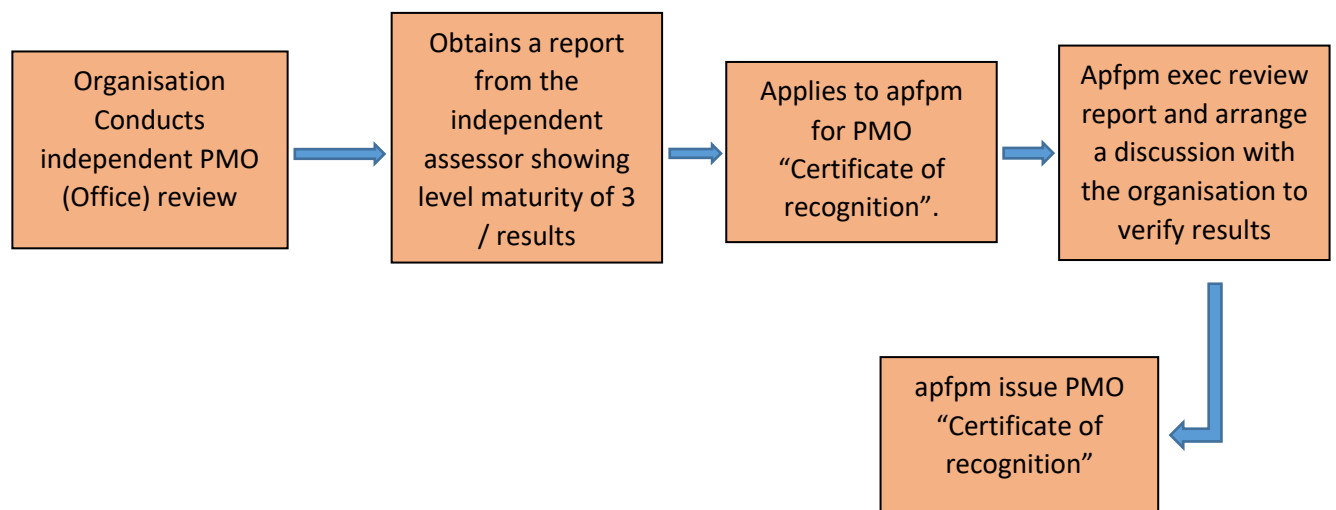 Organisation
Conducts
independent PMO
(Office) review
Obtains a report
from the
independent
assessor showing
level maturity of 3
/ results
Applies to apfpm
for PMO
“Certificate of
recognition”.
Apfpm exec review
report and arrange
a discussion with
the organisation to
verify results
apfpm issue PMO
“Certificate of
recognition”